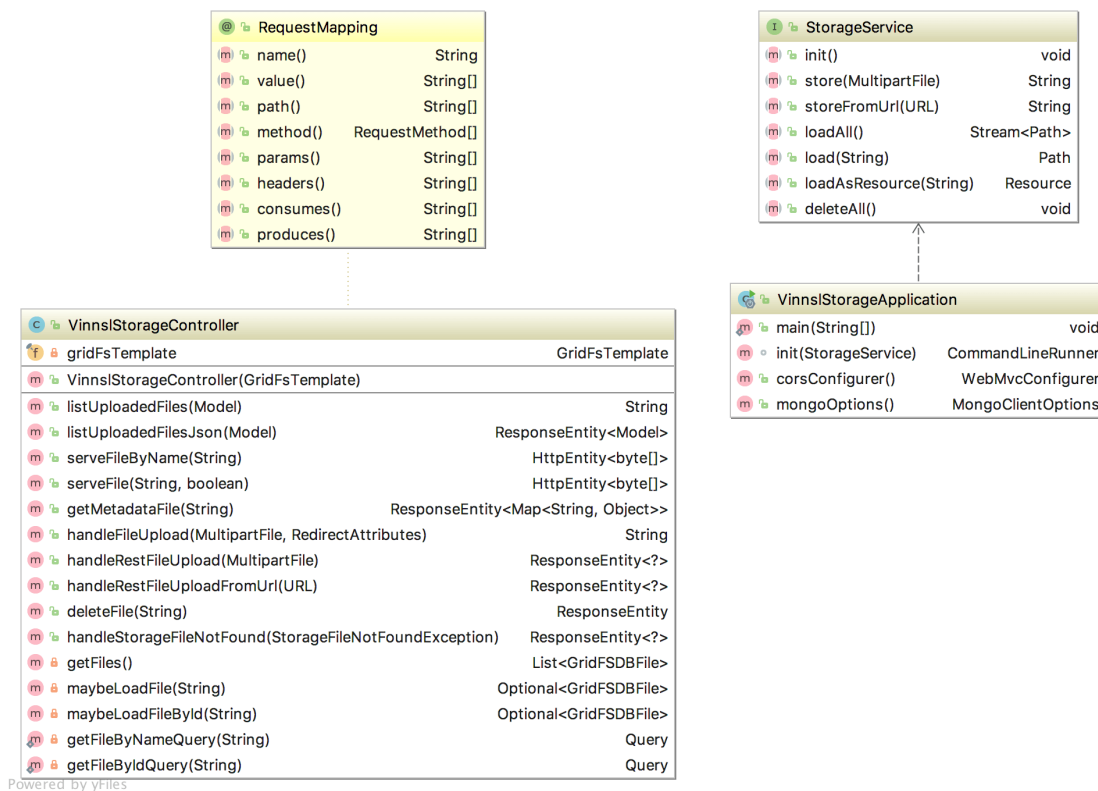 RequestMapping
name() String
value() String[]
path() String[]
method() RequestMethod[]
params() String[]
headers() String[]
consumes() String[]
produces() String[]
StorageService
init() void
store(MultipartFile) String
storeFromUrl(URL) String
loadAll() Stream<Path>
load(String) Path
loadAsResource(String) Resource
deleteAll() void
VinnslStorageApplication
main(String[]) void
init(StorageService) CommandLineRunner
corsConfigurer() WebMvcConfigurer
mongoOptions() MongoClientOptions
VinnslStorageController
gridFsTemplate GridFsTemplate
VinnslStorageController(GridFsTemplate)
listUploadedFiles(Model) String
listUploadedFilesJson(Model) ResponseEntity<Model>
serveFileByName(String) HttpEntity<byte[]>
serveFile(String, boolean) HttpEntity<byte[]>
getMetadataFile(String) ResponseEntity<Map<String, Object>>
handleFileUpload(MultipartFile, RedirectAttributes) String
handleRestFileUpload(MultipartFile) ResponseEntity<?>
handleRestFileUploadFromUrl(URL) ResponseEntity<?>
deleteFile(String) ResponseEntity
handleStorageFileNotFound(StorageFileNotFoundException) ResponseEntity<?>
getFiles() List<GridFSDBFile>
maybeLoadFile(String) Optional<GridFSDBFile>
maybeLoadFileById(String) Optional<GridFSDBFile>
getFileByNameQuery(String) Query
getFileByIdQuery(String) Query
Powered by yFiles